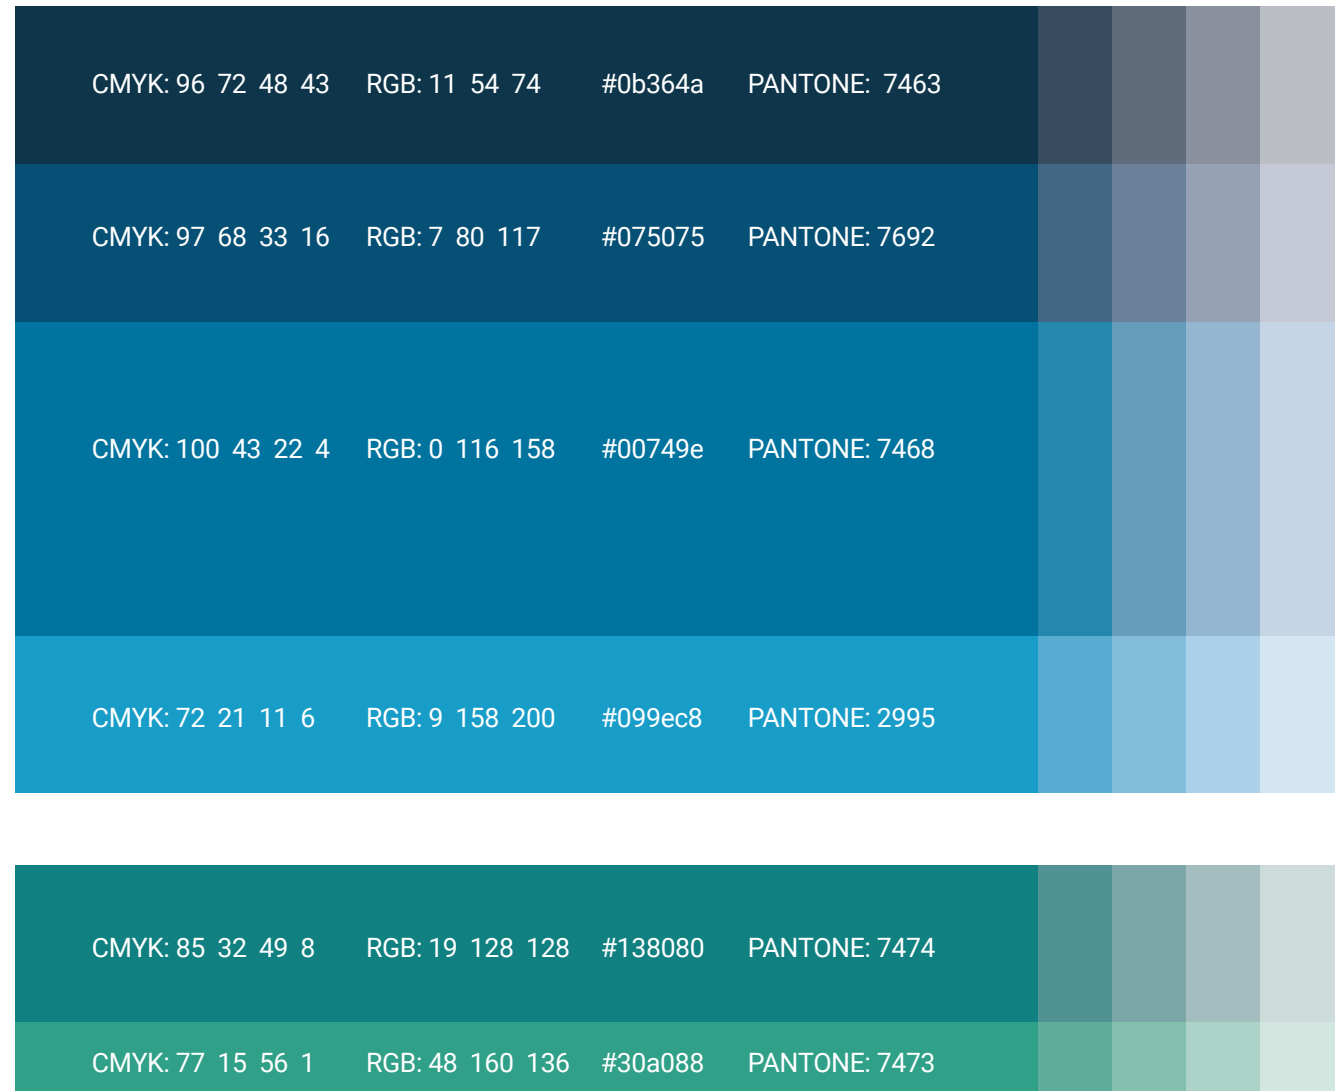 CMYK: 96 72 48 43 RGB: 11 54 74 #0b364a PANTONE: 7463
CMYK: 97 68 33 16 RGB: 7 80 117 #075075 PANTONE: 7692
CMYK: 100 43 22 4 RGB: 0 116 158 #00749e PANTONE: 7468
CMYK: 72 21 11 6 RGB: 9 158 200 #099ec8 PANTONE: 2995
CMYK: 85 32 49 8 RGB: 19 128 128 #138080 PANTONE: 7474
CMYK: 77 15 56 1 RGB: 48 160 136 #30a088 PANTONE: 7473